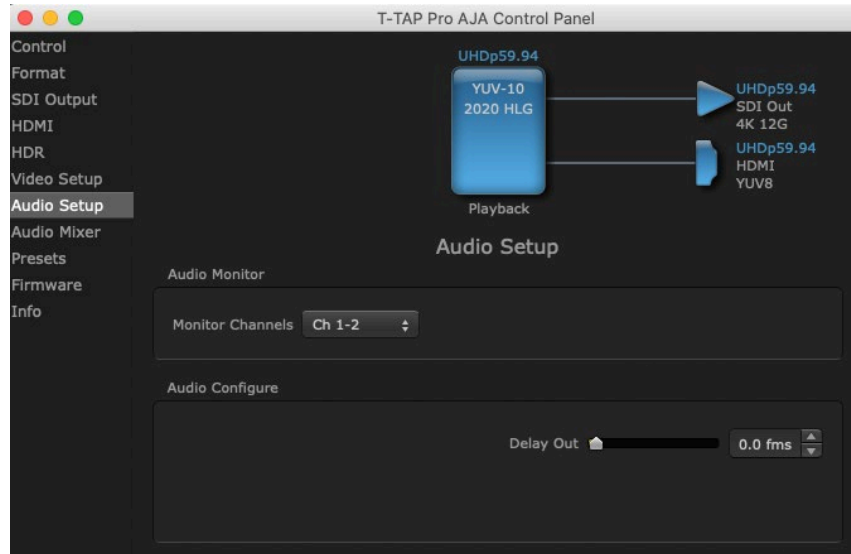 T-TAP Pro AJA Control Panel
Control
Format
SDI Output
HDMI
HDR
Video Setup
Audio Setup
Audio Mixer
Presets
Firmware
Info
UHDp59.94
YUV-10
2020 HLG
Playback
UHDp59.94
SDI Out
4K 12G
UHDp59.94
HDMI
YUV8
Audio Setup
Audio Monitor
Monitor Channels Ch 1-2
Audio Configure
Delay Out 0.0 fms